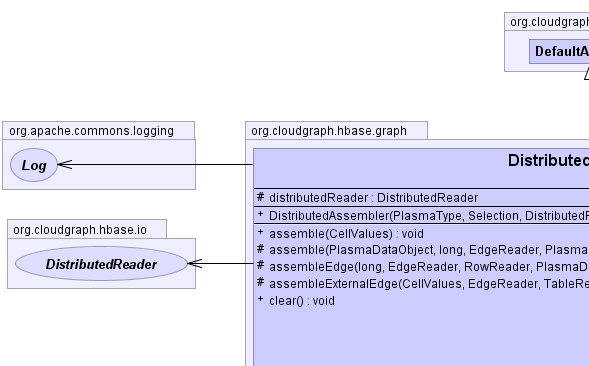 org.cloudgraph
DefaultA
org.apache.commons.logging
Log
org.cloudgraph.hbase.graph
Distributed
# distributedReader : DistributedReader
+ DistributedAssembler(PlasmaType, Selection, DistributedR
+ assemble(CellValues) : void
# assemble(PlasmaDataObject, long, EdgeReader, Plasma
# assembleEdge(long, EdgeReader, RowReader, PlasmaD
# assembleExternalEdge(CellValues, EdgeReader, TableRe
+ clear() : void
org.cloudgraph.hbase.io
DistributedReader